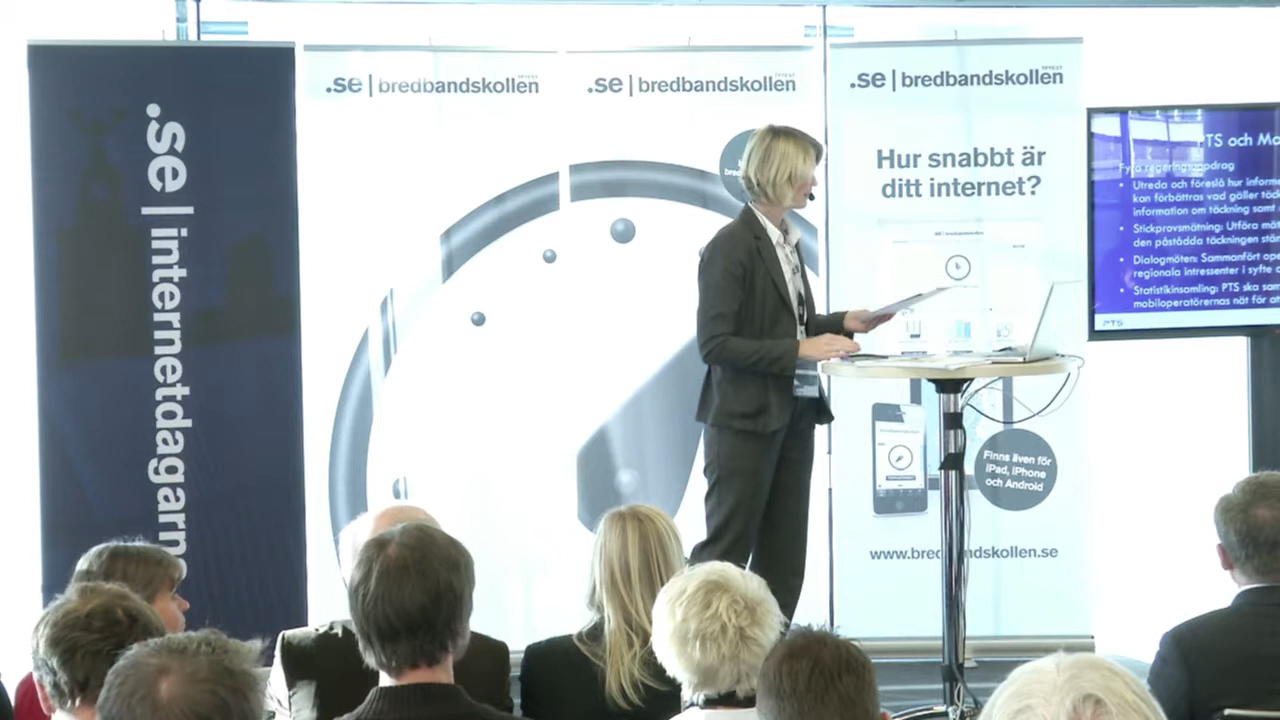 .se | internetdagarna
.se | bredbandskollen
.se | bredbandskollen
.se | bredbandskollen
Hur snabbt är
ditt internet?
Finns även för
iPad, iPhone
och Android
www.bredbandskollen.se
PTS och Mo
Fyra regeringsuppdrag
• Utreda och föreslå hur inform
kan förbättras vad gäller täck
information om täckning samt
• Stickprovsmätning: Utföra mät
den påstådda täckningen stäm
• Dialogmöten: Sammanfört ope
regionala intressenter i syfte
• Statistikinsamling: PTS ska sam
mobiloperatörernas nät för at
PTS